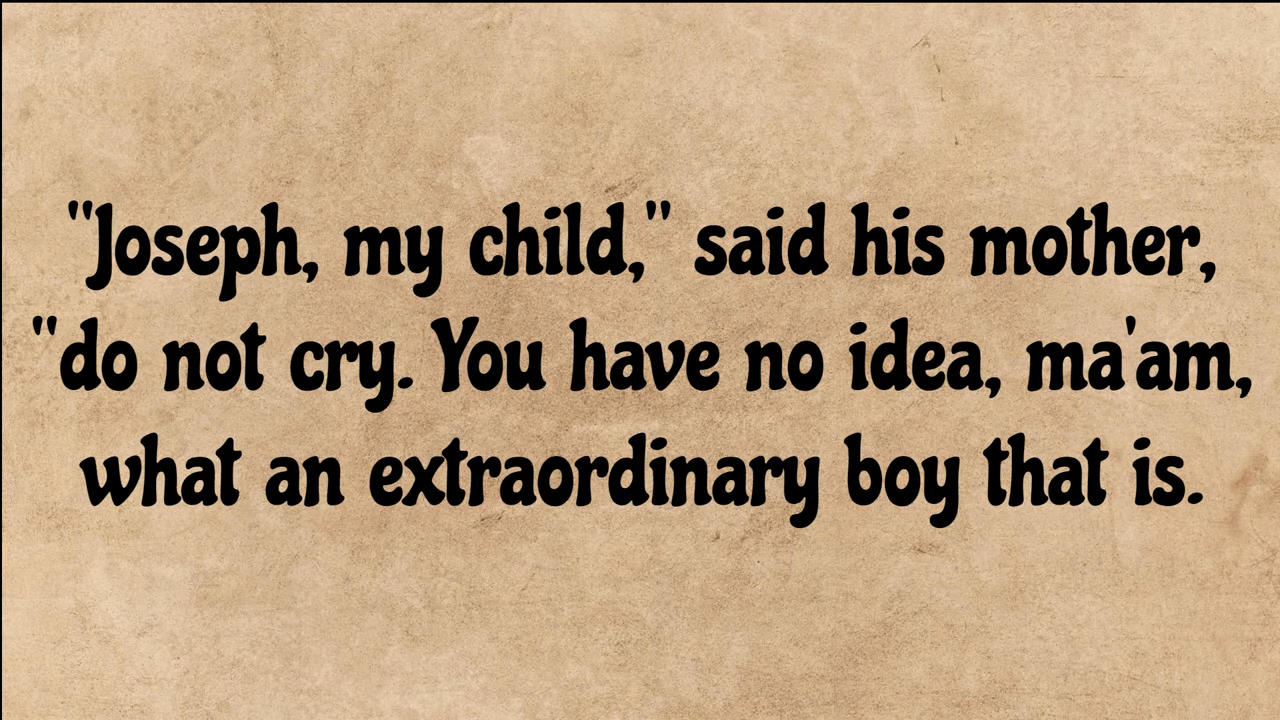 "Joseph, my child," said his mother,
"do not cry. You have no idea, ma'am,
what an extraordinary boy that is.